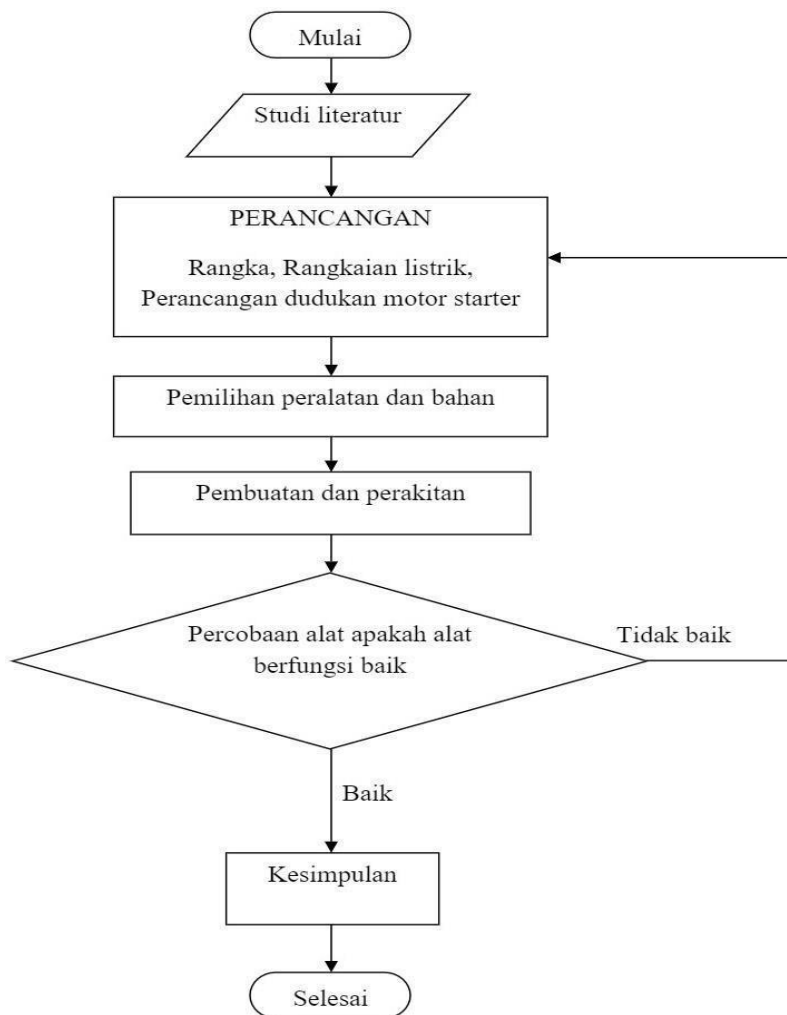 Mulai
Studi literatur
PERANCANGAN
Rangka, Rangkaian listrik,
Perancangan dudukan motor starter
Pemilihan peralatan dan bahan
Pembuatan dan perakitan
Percobaan alat apakah alat
berfungsi baik
Tidak baik
Baik
Kesimpulan
Selesai